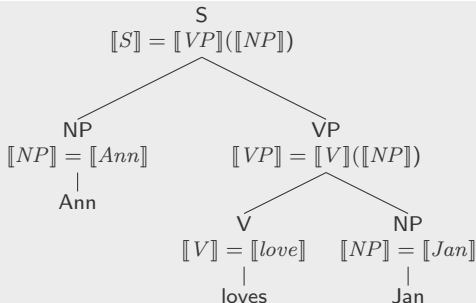 S
⟦S⟧ = ⟦VP⟧(⟦NP⟧)
NP VP
⟦NP⟧ = ⟦Ann⟧ ⟦VP⟧ = ⟦V⟧(⟦NP⟧)
Ann
V NP
⟦V⟧ = ⟦love⟧ ⟦NP⟧ = ⟦Jan⟧
loves Jan